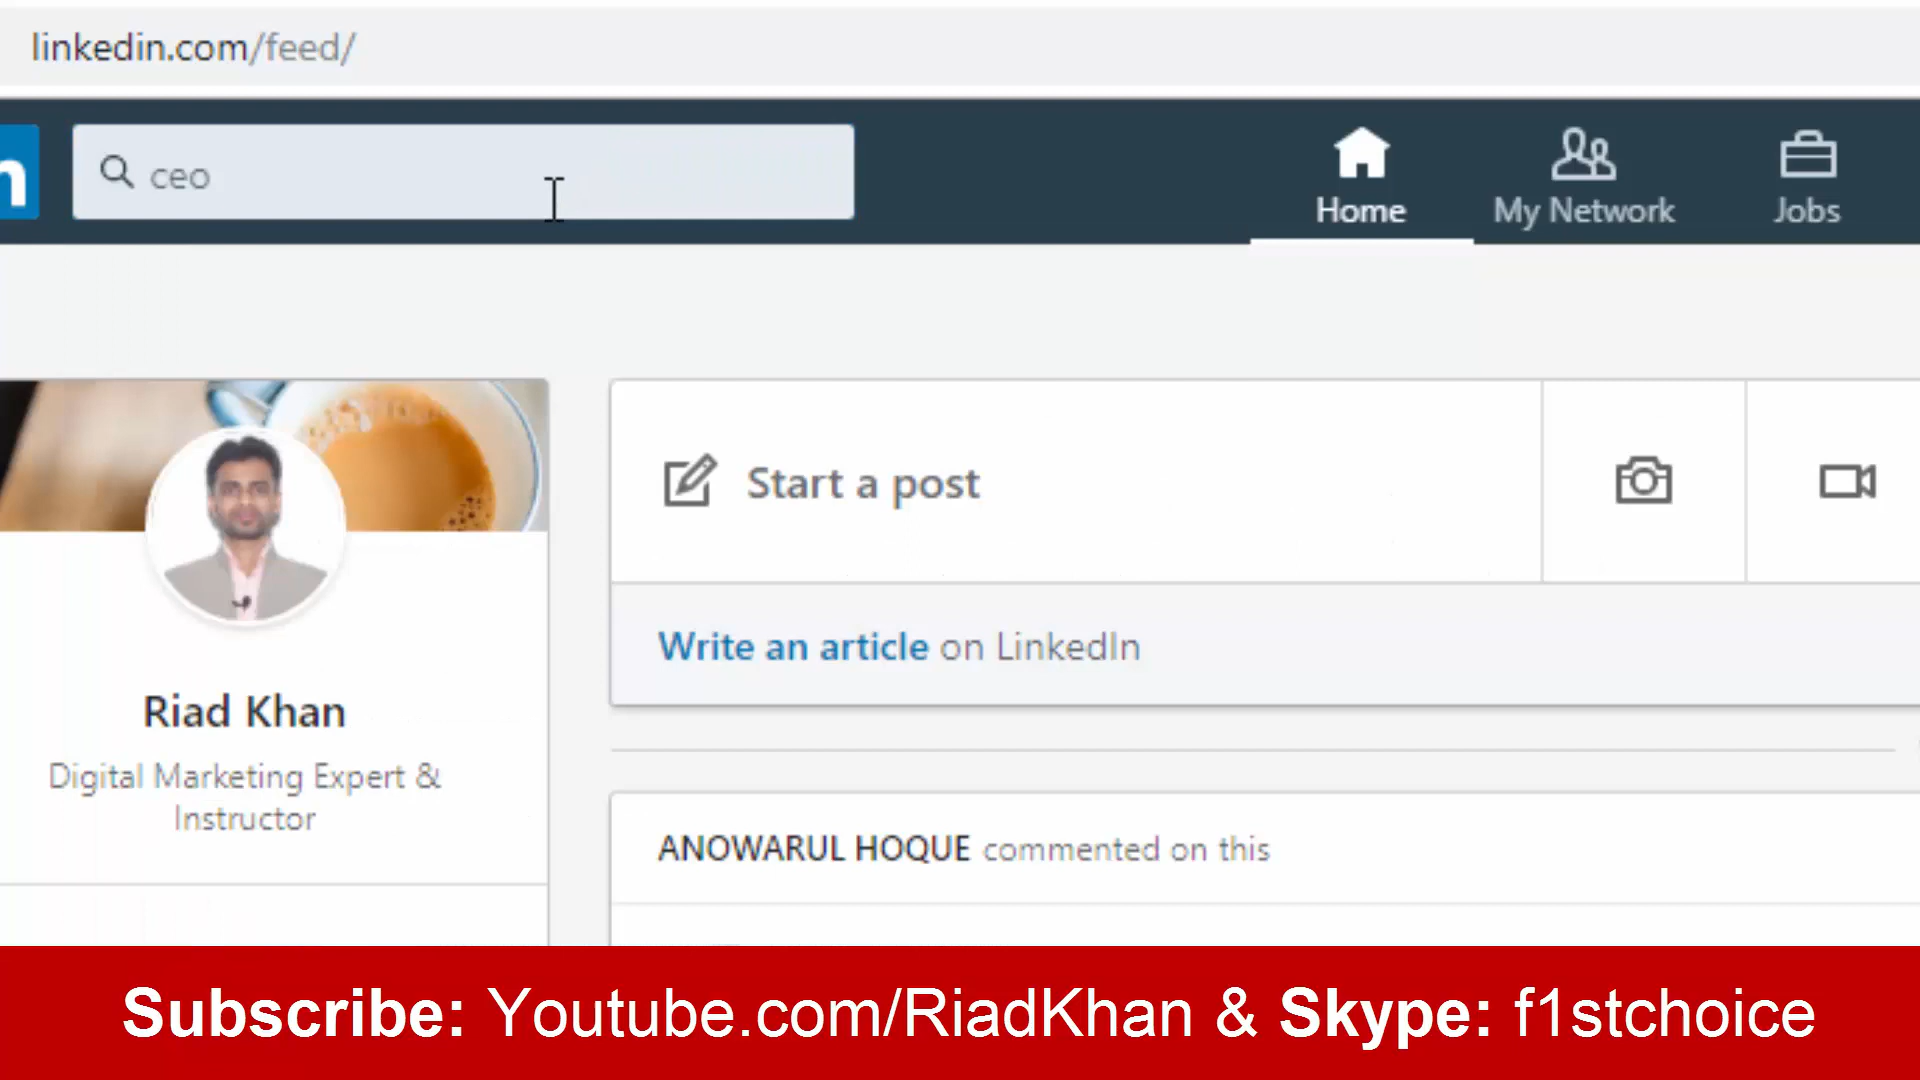 linkedin.com/feed/
in
ceo
Home
My Network
Jobs
Start a post
Write an article on LinkedIn
Riad Khan
Digital Marketing Expert &
Instructor
ANOWARUL HOQUE commented on this
Subscribe: Youtube.com/RiadKhan & Skype: f1stchoice